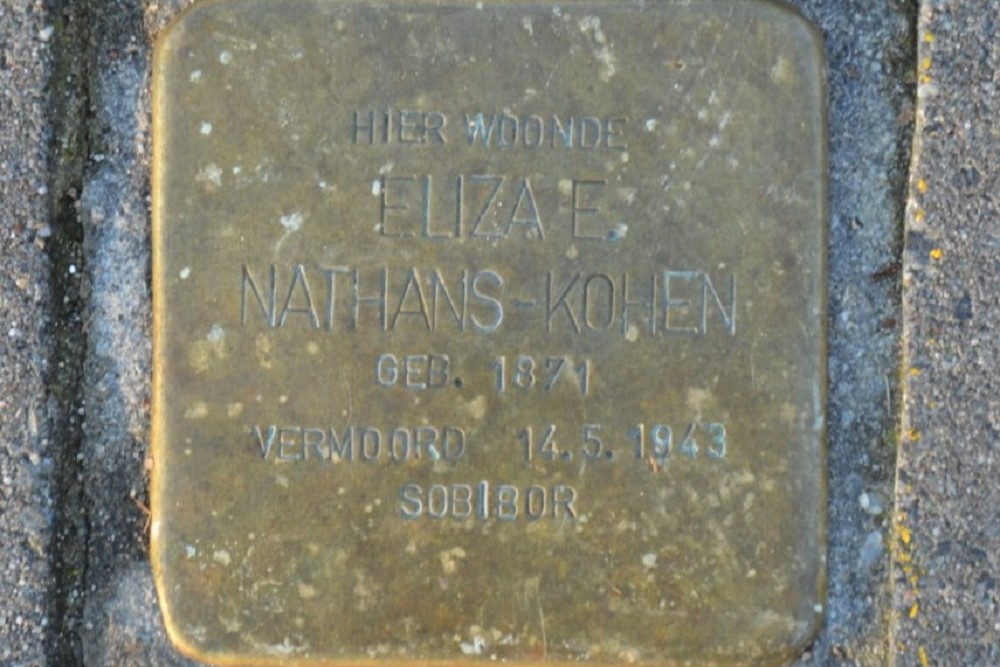 HIER WOONDE
ELIZA E.
NATHANS-KOHEN
GEB. 1871
VERMOORD 14.5.1943
SOBIBOR